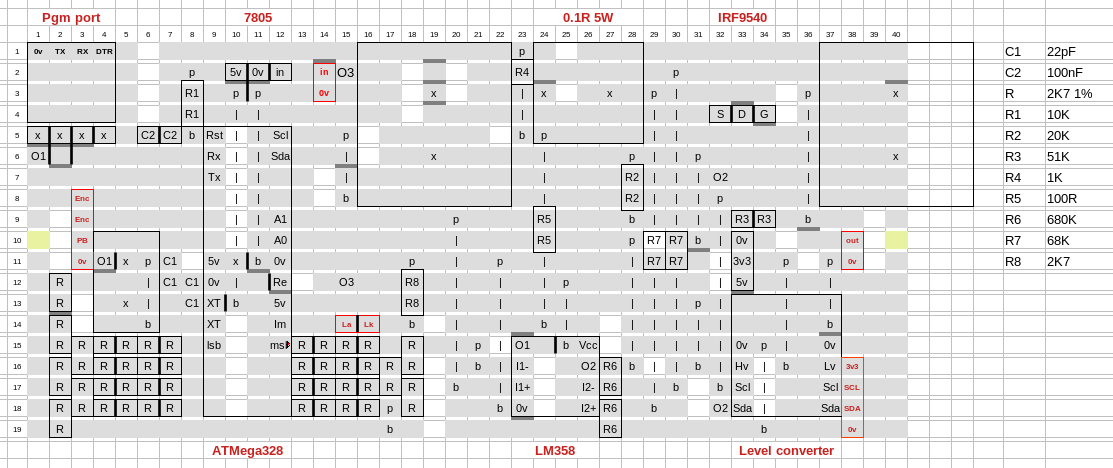 Pgm port 7805 0.1R 5W IRF9540
1 2 3 4 5 6 7 8 9 10 11 12 13 14 15 16 17 18 19 20 21 22 23 24 25 26 27 28 29 30 31 32 33 34 35 36 37 38 39 40
1 0v TX RX DTR p C1 22pF
2 p 5v 0v in in O3 R4 p C2 100nF
3 R1 p p 0v x | x x p | p x R 2K7 1%
4 R1 | | | | | S D G | R1 10K
5 x x x x C2 C2 b Rst | | Scl p b p | | | R2 20K
6 O1 Rx | | Sda | x | p | | p | x R3 51K
7 Tx | | | | R2 | | | O2 | R4 1K
8 | | b | R2 | | | p | R5 100R
9 Enc | | A1 p R5 b | | | | R3 R3 b R6 680K
10 PB | | A0 | R5 p R7 R7 b | 0v out R7 68K
11 0v O1 x p C1 5v x b 0v p | p | | R7 R7 | 3v3 p p 0v R8 2K7
12 R | C1 C1 0v | Re O3 R8 | | | p | | | | 5v | |
13 R x | C1 XT b 5v R8 | | | | | | | p | | |
14 R b XT Im La Lk b | | b | | | | | | b
15 R R R R R R lsb msb R R R R R | p | O1 b Vcc | | | | | 0v p | 0v
16 R R R R R R R R R R R R | b | I1- O2 R6 b | | b | Hv | b Lv 3v3
17 R R R R R R R R R R R R b | I1+ I2- R6 | b b Scl | Scl SCL
18 R R R R R R R R R R p R b 0v I2+ R6 b O2 Sda | Sda SDA
19 R b R6 b 0v
Enc
ATMega328 LM358 Level converter